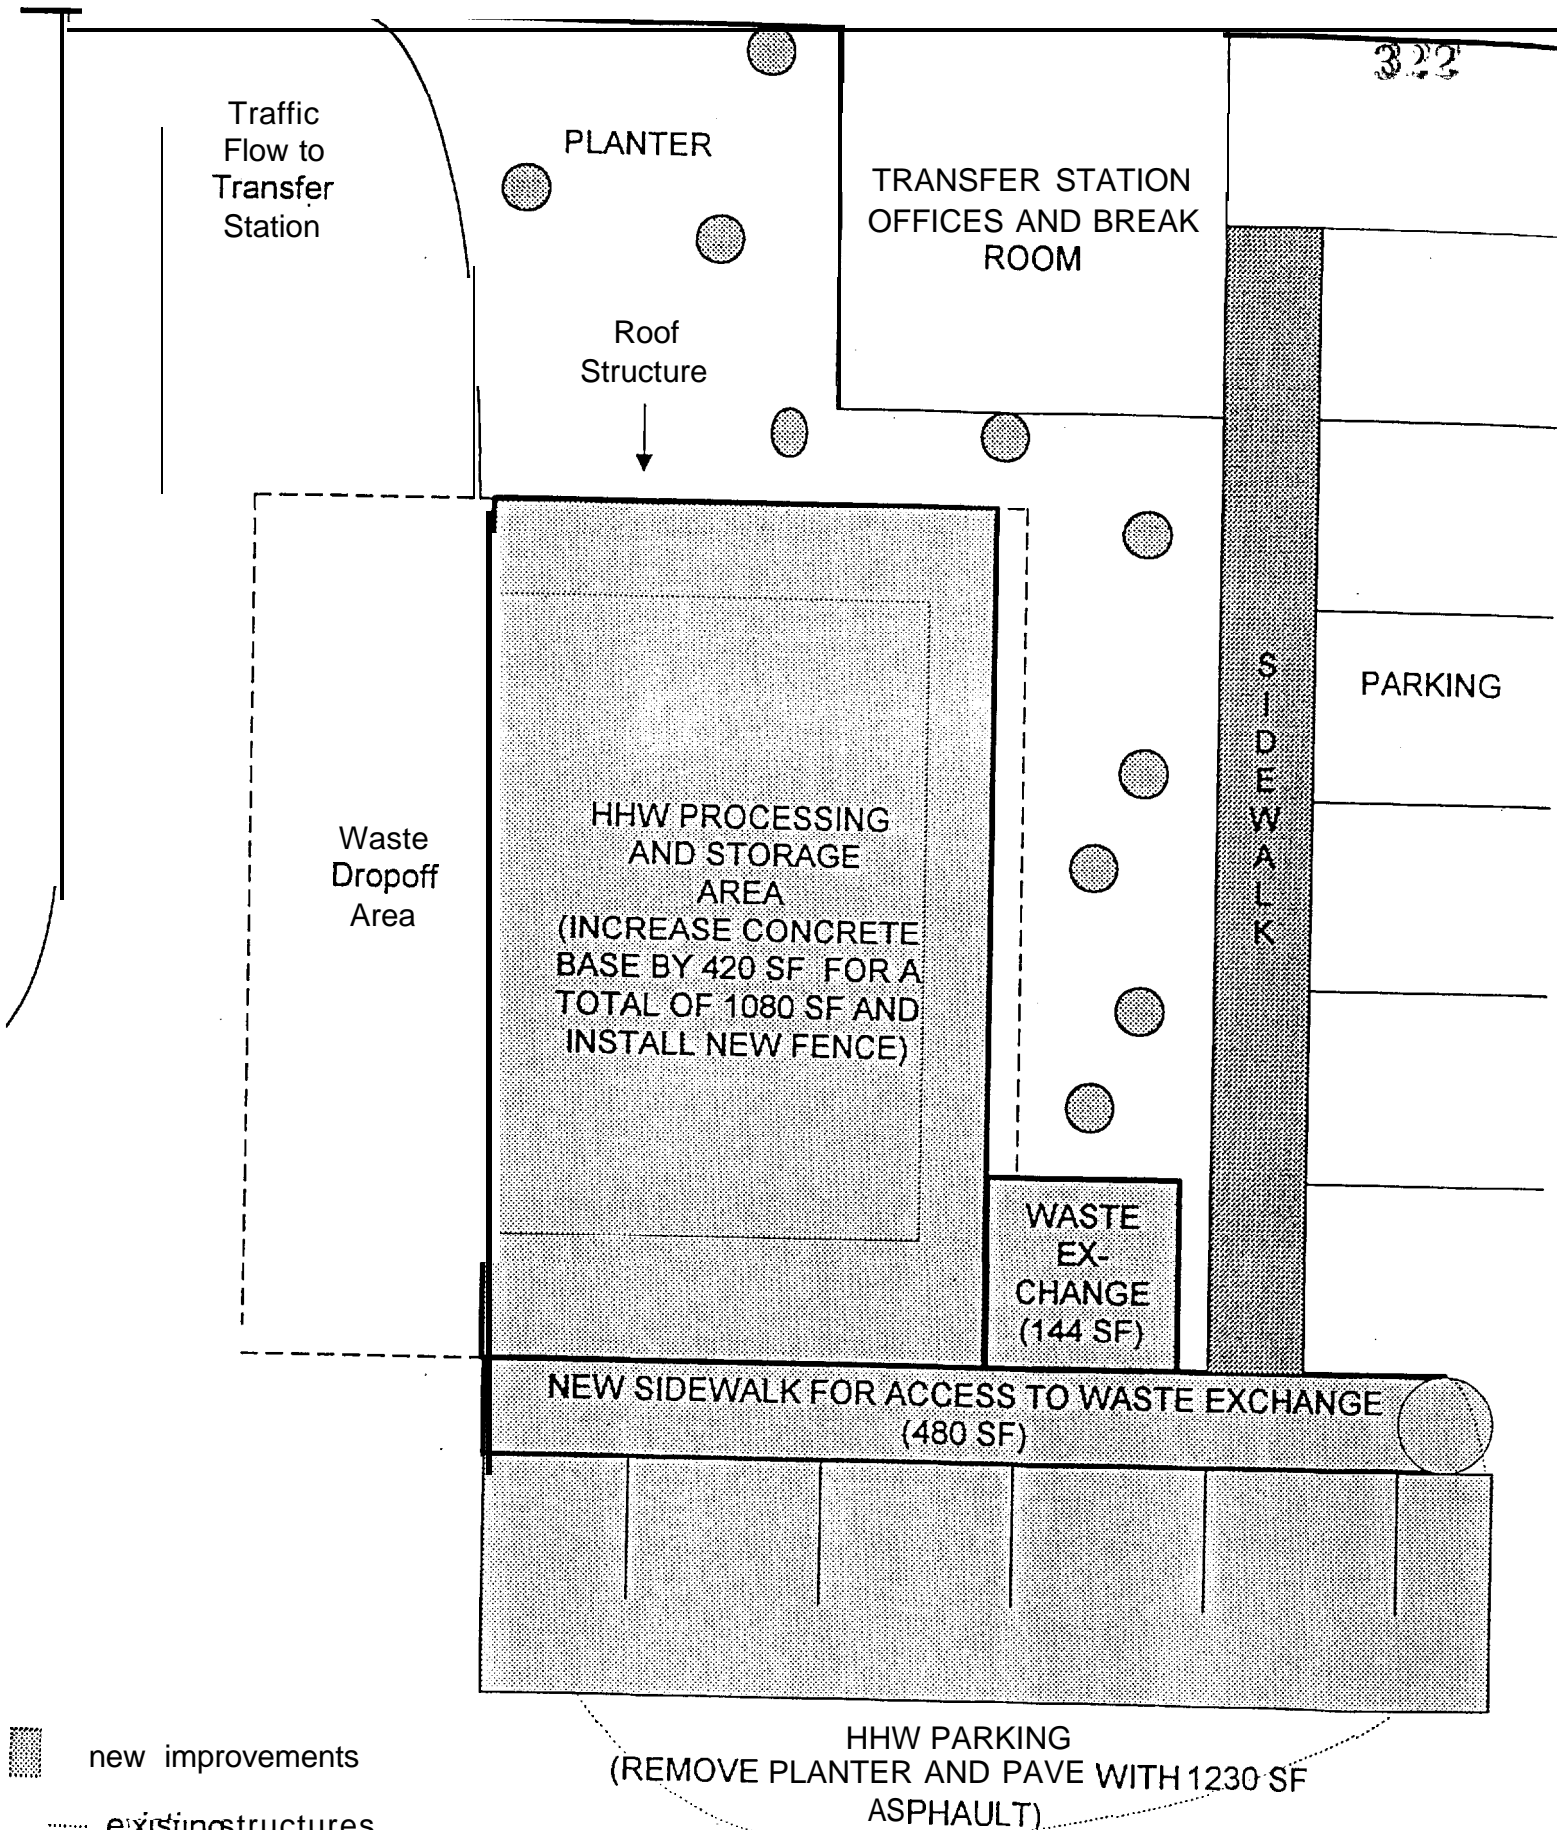 322
Traffic
Flow to
Transfer
Station
PLANTER
TRANSFER STATION
OFFICES AND BREAK
ROOM
Roof
Structure
SIDEWALK
PARKING
Waste
Dropoff
Area
HHW PROCESSING
AND STORAGE
AREA
(INCREASE CONCRETE
BASE BY 420 SF FOR A
TOTAL OF 1080 SF AND
INSTALL NEW FENCE)
WASTE
EX-
CHANGE
(144 SF)
NEW SIDEWALK FOR ACCESS TO WASTE EXCHANGE
(480 SF)
HHW PARKING
(REMOVE PLANTER AND PAVE WITH 1230 SF
ASPHAULT)
new improvements
existing structures